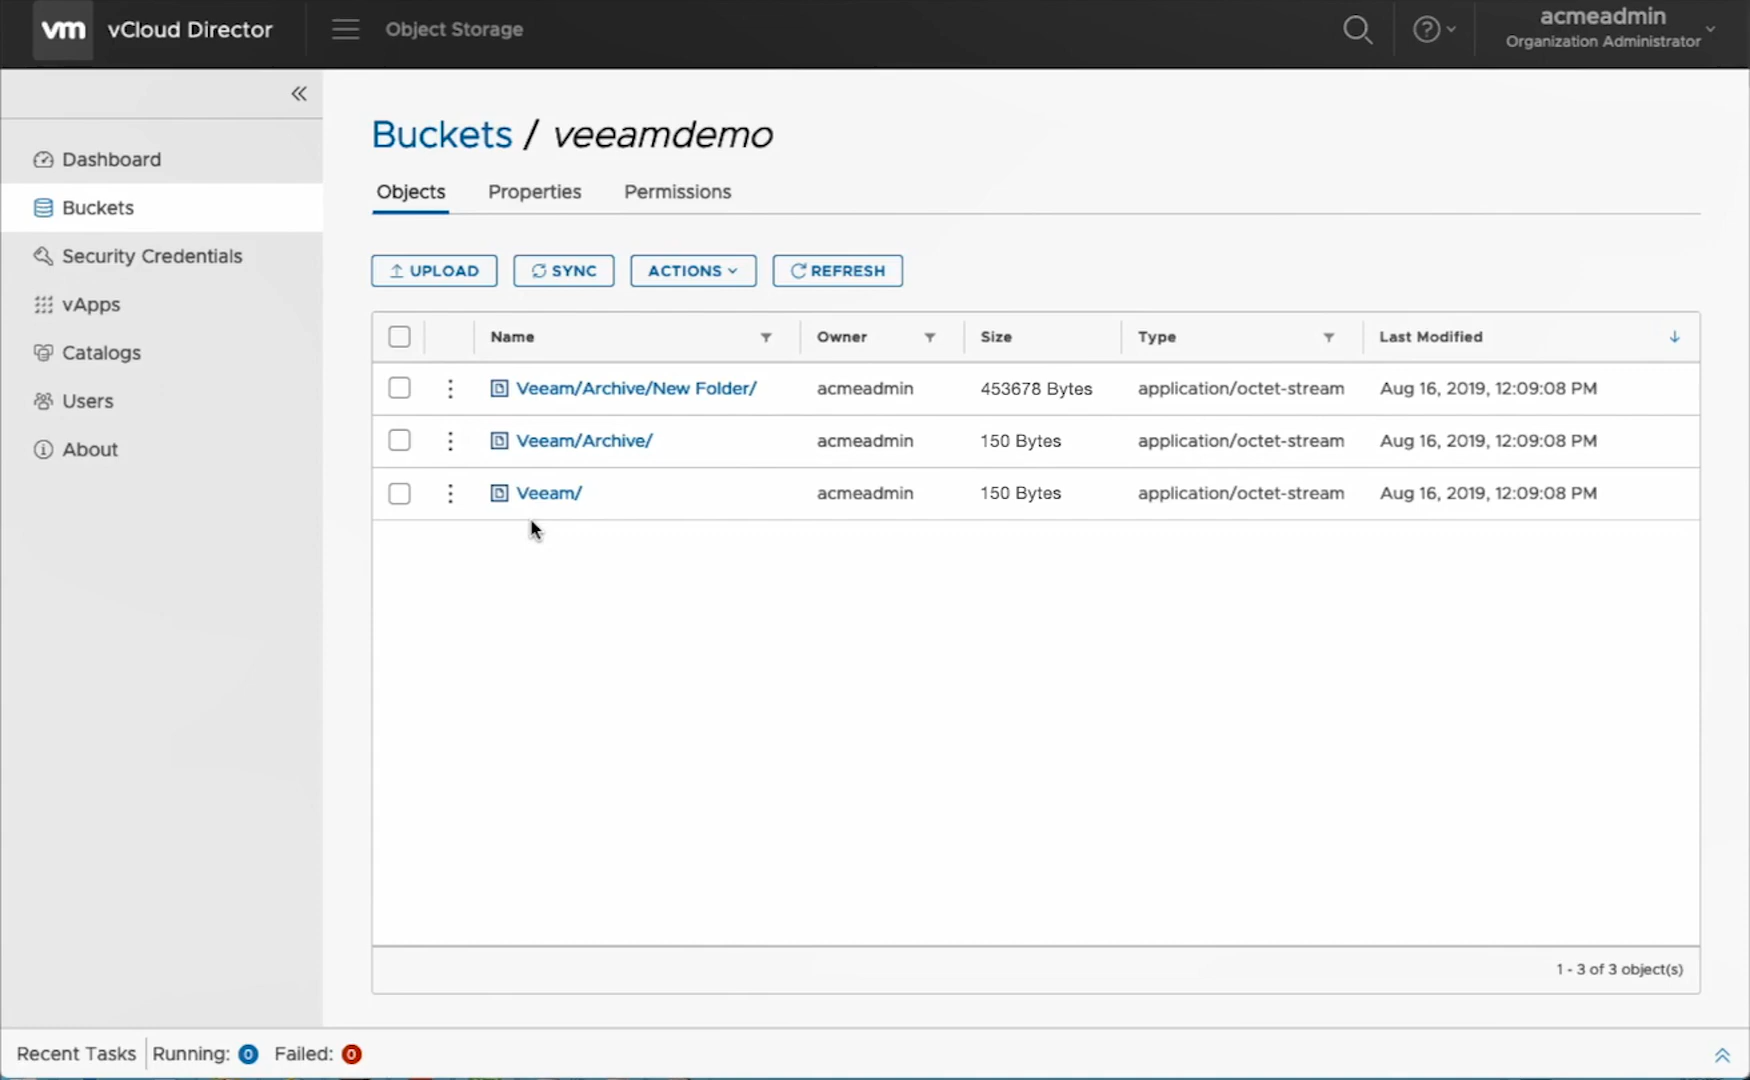 vm vCloud Director Object Storage acmeadmin
Organization Administrator
Dashboard
Buckets
Security Credentials
vApps
Catalogs
Users
About
Buckets / veeamdemo
Objects Properties Permissions
UPLOAD SYNC ACTIONS REFRESH
Name Owner Size Type Last Modified
Veeam/Archive/New Folder/ acmeadmin 453678 Bytes application/octet-stream Aug 16, 2019, 12:09:08 PM
Veeam/Archive/ acmeadmin 150 Bytes application/octet-stream Aug 16, 2019, 12:09:08 PM
Veeam/ acmeadmin 150 Bytes application/octet-stream Aug 16, 2019, 12:09:08 PM
1 - 3 of 3 object(s)
Recent Tasks Running: 0 Failed: 0